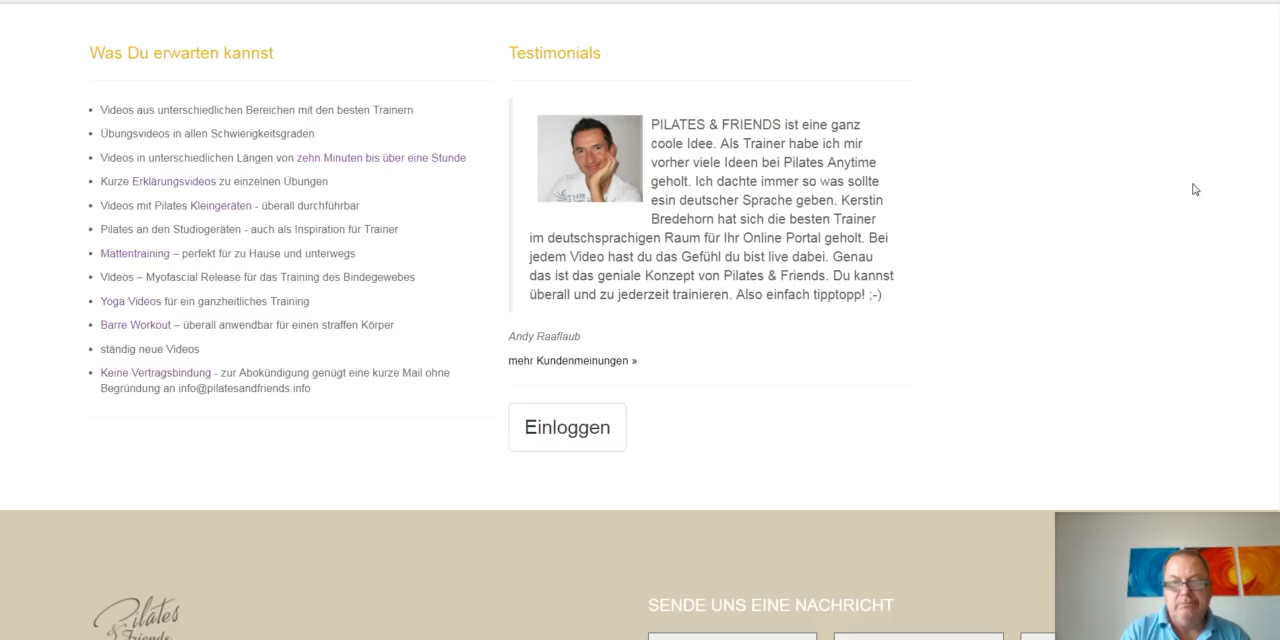 Was Du erwarten kannst
Videos aus unterschiedlichen Bereichen mit den besten Trainern
Übungsvideos in allen Schwierigkeitsgraden
Videos in unterschiedlichen Längen von zehn Minuten bis über eine Stunde
Kurze Erklärungsvideos zu einzelnen Übungen
Videos mit Pilates Kleingeräten - überall durchführbar
Pilates an den Studiogeräten - auch als Inspiration für Trainer
Mattentraining – perfekt für zu Hause und unterwegs
Videos – Myofascial Release für das Training des Bindegewebes
Yoga Videos für ein ganzheitliches Training
Barre Workout – überall anwendbar für einen straffen Körper
ständig neue Videos
Keine Vertragsbindung - zur Abokündigung genügt eine kurze Mail ohne
Begründung an info@pilatesandfriends.info
Testimonials
PILATES & FRIENDS ist eine ganz
coole Idee. Als Trainer habe ich mir
vorher viele Ideen bei Pilates Anytime
geholt. Ich dachte immer so was sollte
esin deutscher Sprache geben. Kerstin
Bredehorn hat sich die besten Trainer
im deutschsprachigen Raum für Ihr Online Portal geholt. Bei
jedem Video hast du das Gefühl du bist live dabei. Genau
das ist das geniale Konzept von Pilates & Friends. Du kannst
überall und zu jederzeit trainieren. Also einfach tipptopp! ;-)
Andy Raaflaub
mehr Kundenmeinungen »
Einloggen
Pilates
& Friends
SENDE UNS EINE NACHRICHT